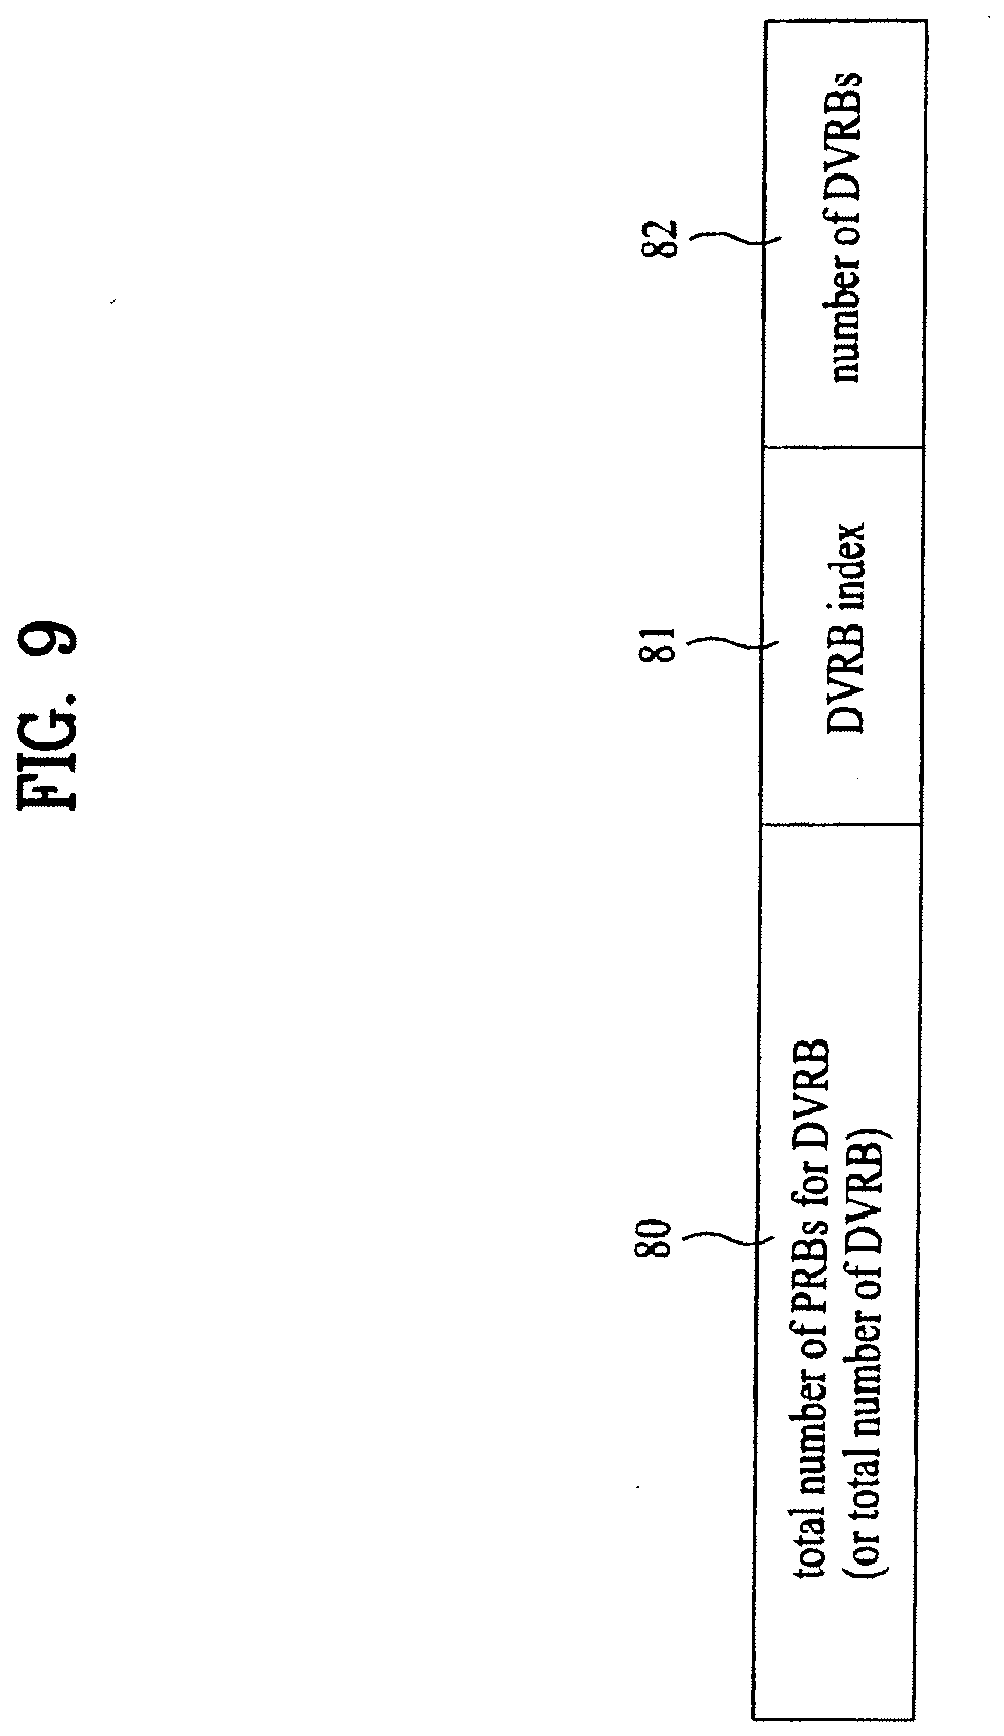 FIG. 9
80
81
82
total number of PRBs for DVRB
(or total number of DVRB)
DVRB index
number of DVRBs